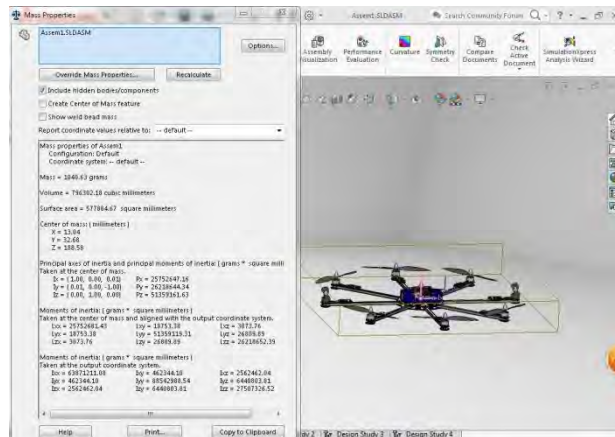 Mass Properties
Assem1.SLDASM
Options...
Override Mass Properties...
Recalculate
Include hidden bodies/components
Create Center of Mass feature
Show weld bead mass
Report coordinate values relative to: -- default --
Mass properties of Assem1
Configuration: Default
Coordinate system: -- default --
Mass = 1840.63 grams
Volume = 796302.18 cubic millimeters
Surface area = 577864.67 square millimeters
Center of mass: ( millimeters )
X = 13.04
Y = 32.68
Z = 188.58
Principal axes of inertia and principal moments of inertia: ( grams * square milli
Taken at the center of mass.
Ix = ( 1.00, 0.00, 0.01) Px = 25752647.16
Iy = ( 0.01, 0.00, -1.00) Py = 26218644.34
Iz = ( 0.00, 1.00, 0.00) Pz = 51359161.63
Moments of inertia: ( grams * square millimeters )
Taken at the center of mass and aligned with the output coordinate system.
Lxx = 25752681.43 Lxy = 18753.38 Lxz = 3073.76
Lyx = 18753.38 Lyy = 51359119.31 Lyz = 26889.89
Lzx = 3073.76 Lzy = 26889.89 Lzz = 26218652.39
Moments of inertia: ( grams * square millimeters )
Taken at the output coordinate system.
Ixx = 63871211.08 Ixy = 462344.18 Ixz = 2562462.04
Iyx = 462344.18 Iyy = 88542980.54 Iyz = 6440803.81
Izx = 2562462.04 Izy = 6440803.81 Izz = 27507326.52
Help
Print...
Copy to Clipboard
Assem1.SLDASM
Search Community Forum
Assembly Visualization
Performance Evaluation
Curvature
Symmetry Check
Compare Documents
Check Active Document
SimulationXpress Analysis Wizard
dy 2
Design Study 3
Design Study 4